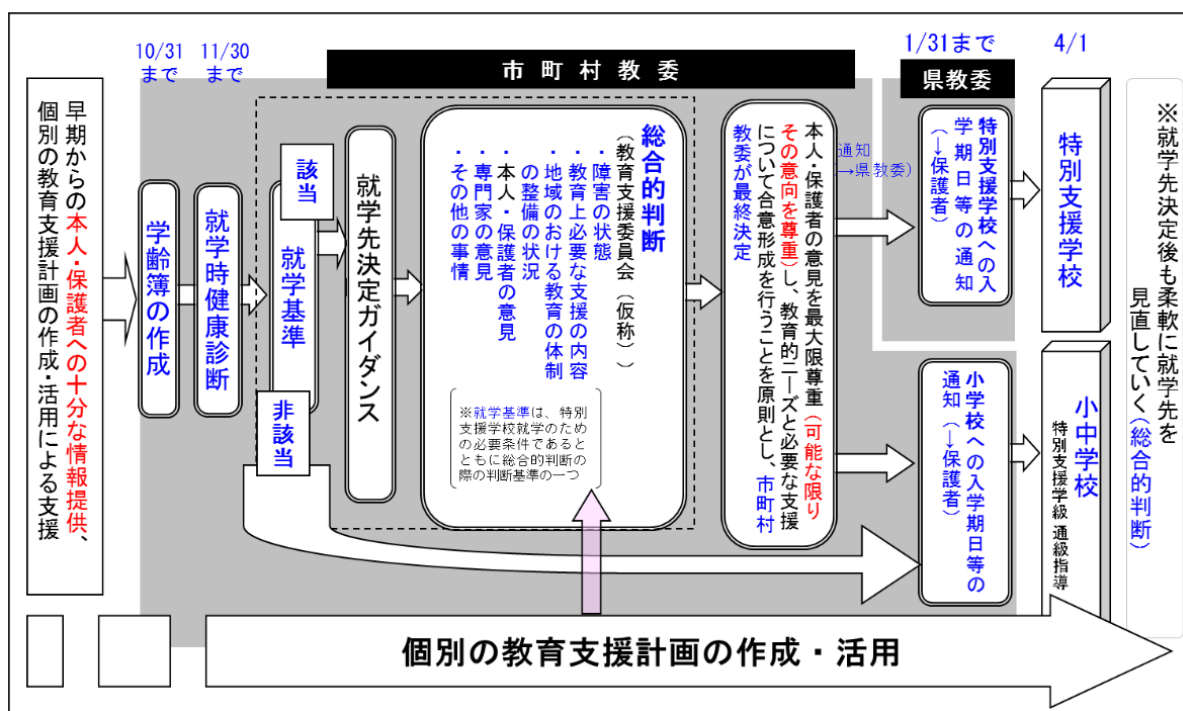 10/31
まで
11/30
まで
市町村教委
1/31まで
県教委
4/1
早期からの本人・保護者への十分な情報提供、
個別の教育支援計画の作成・活用による支援
学齢簿の作成
就学時健康診断
該当
就学基準
非該当
就学先決定ガイダンス
総合的判断
（教育支援委員会（仮称））
・障害の状態
・教育上必要な支援の内容
・地域のおける教育の体制
の整備の状況
・本人・保護者の意見
・専門家の意見
・その他の事情
※就学基準は、特別
支援学校就学のため
の必要条件であると
ともに総合的判断の
際の判断基準の一つ
本人・保護者の意見を最大限尊重（可能な限り
その意向を尊重）し、教育的ニーズと必要な支援
について合意形成を行うことを原則とし、市町村
教委が最終決定
通知
（→県教委）
特別支援学校への入
学期日等の通知
（→保護者）
小学校への入学期日等の
通知（→保護者）
特別支援学校
小中学校
特別支援学級 通級指導
※就学先決定後も柔軟に就学先を
見直していく（総合的判断）
個別の教育支援計画の作成・活用